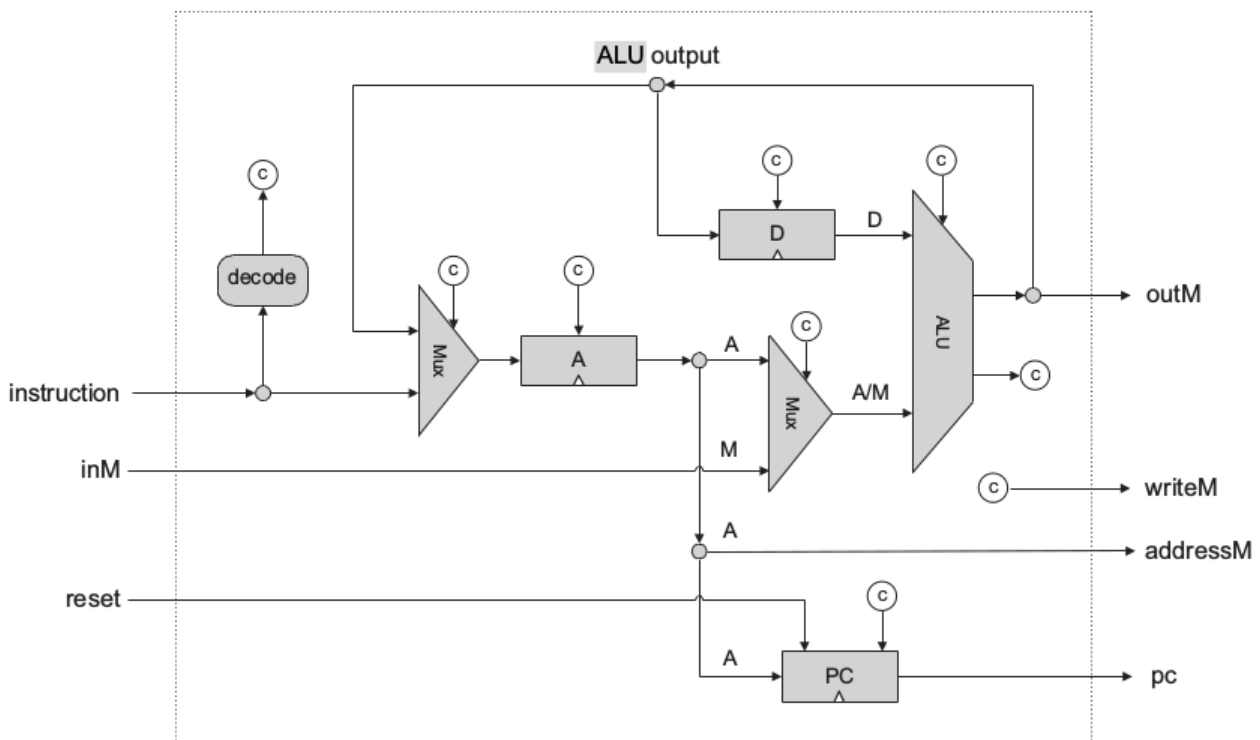 ALU output
C
C
C
D
D
decode
C
C
C
outM
Mux
A
A
Mux
A/M
ALU
C
instruction
M
inM
C
writeM
A
addressM
reset
C
A
PC
pc